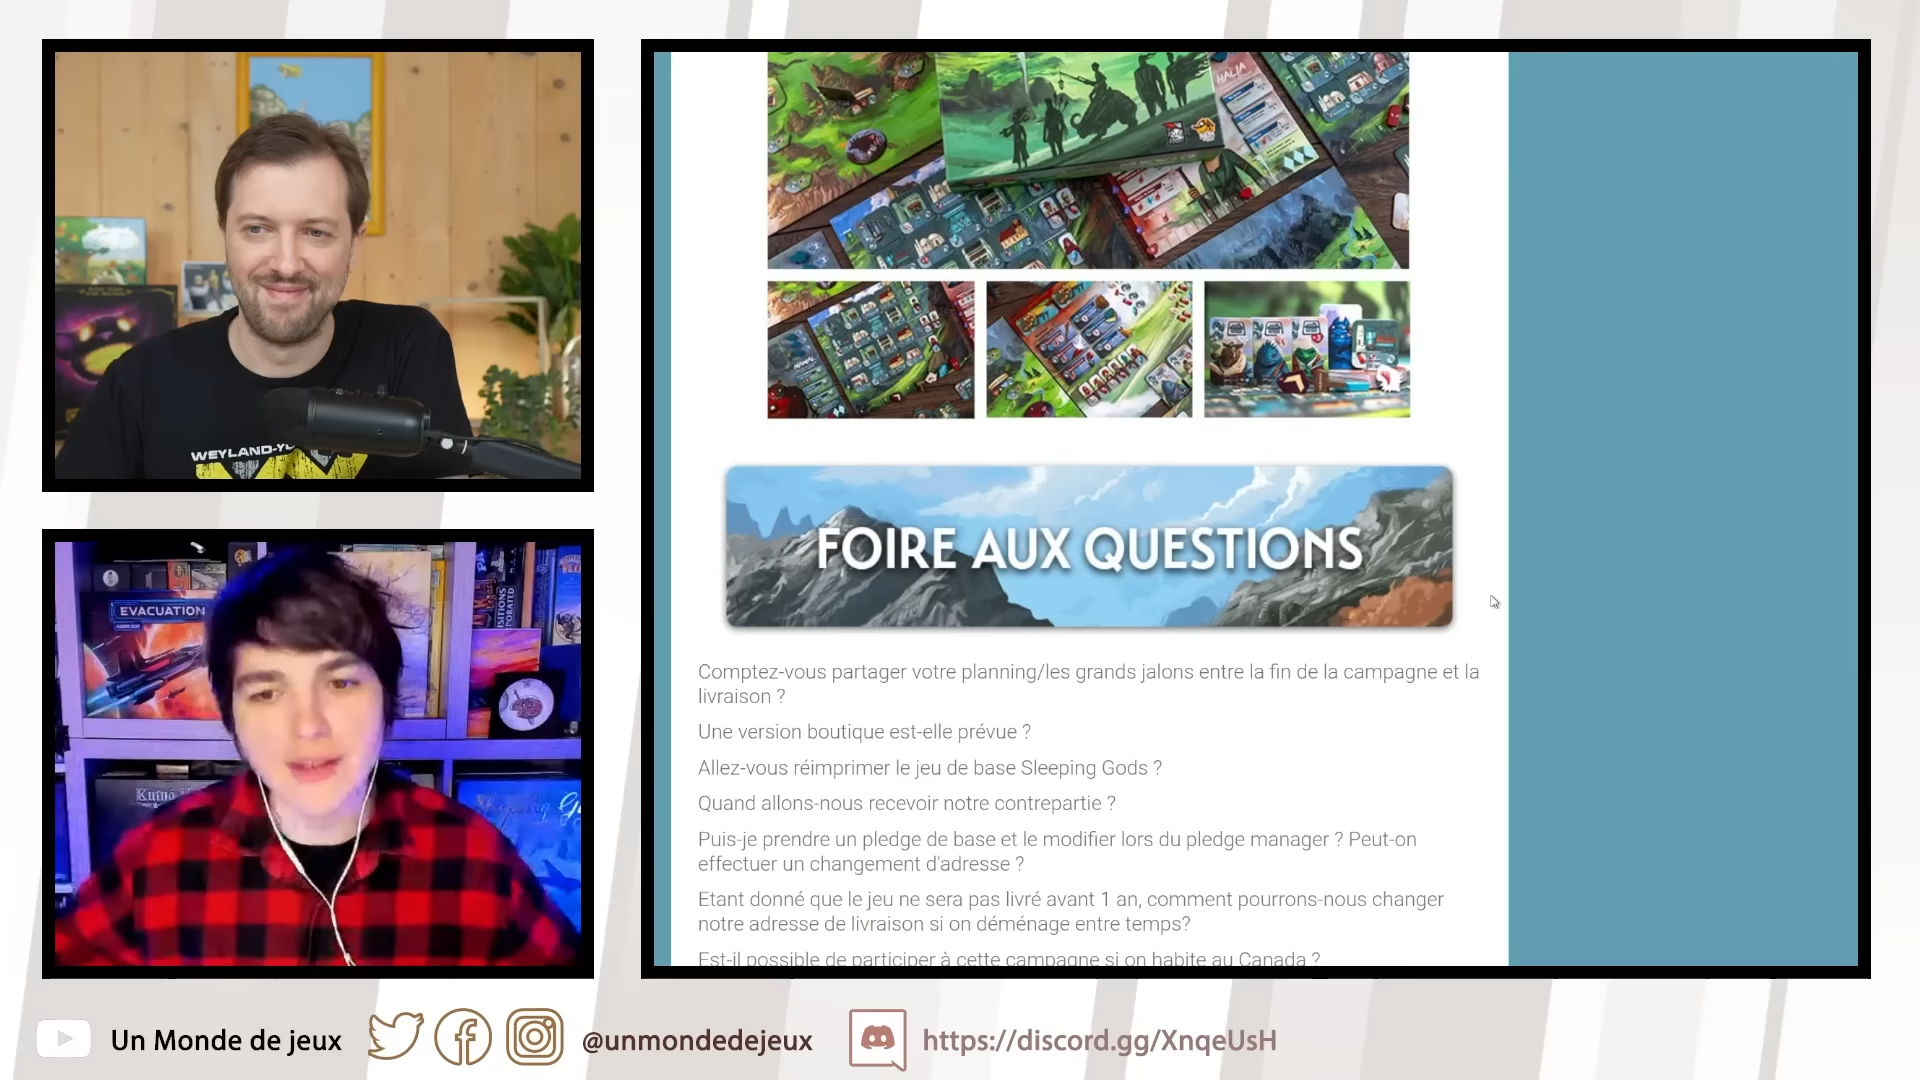 WEYLAND-YU
EVACUATION
HALIA
FOIRE AUX QUESTIONS
Comptez-vous partager votre planning/les grands jalons entre la fin de la campagne et la
livraison ?
Une version boutique est-elle prévue ?
Allez-vous réimprimer le jeu de base Sleeping Gods ?
Quand allons-nous recevoir notre contrepartie ?
Puis-je prendre un pledge de base et le modifier lors du pledge manager ? Peut-on
effectuer un changement d'adresse ?
Etant donné que le jeu ne sera pas livré avant 1 an, comment pourrons-nous changer
notre adresse de livraison si on déménage entre temps?
Est-il possible de participer à cette campagne si on habite au Canada ?
Un Monde de jeux
@unmondedejeux
https://discord.gg/XnqeUsH